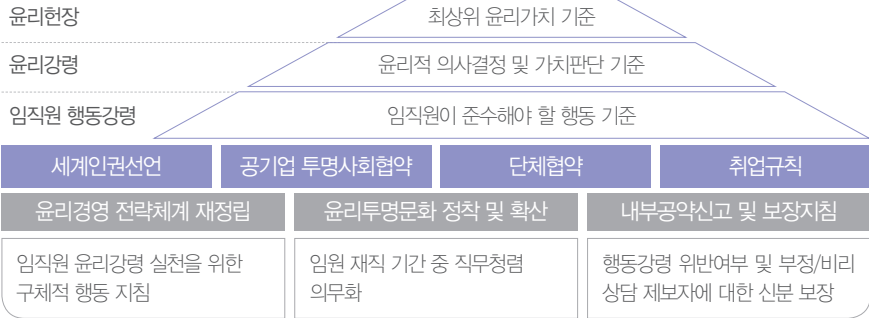 윤리헌장
최상위 윤리가치 기준
윤리강령
윤리적 의사결정 및 가치판단 기준
임직원 행동강령
임직원이 준수해야 할 행동 기준
세계인권선언
공기업 투명사회협약
단체협약
취업규칙
윤리경영 전략체계 재정립
윤리투명문화 정착 및 확산
내부공약신고 및 보장지침
임직원 윤리강령 실천을 위한
구체적 행동 지침
임원 재직 기간 중 직무청렴
의무화
행동강령 위반여부 및 부정/비리
상담 제보자에 대한 신분 보장